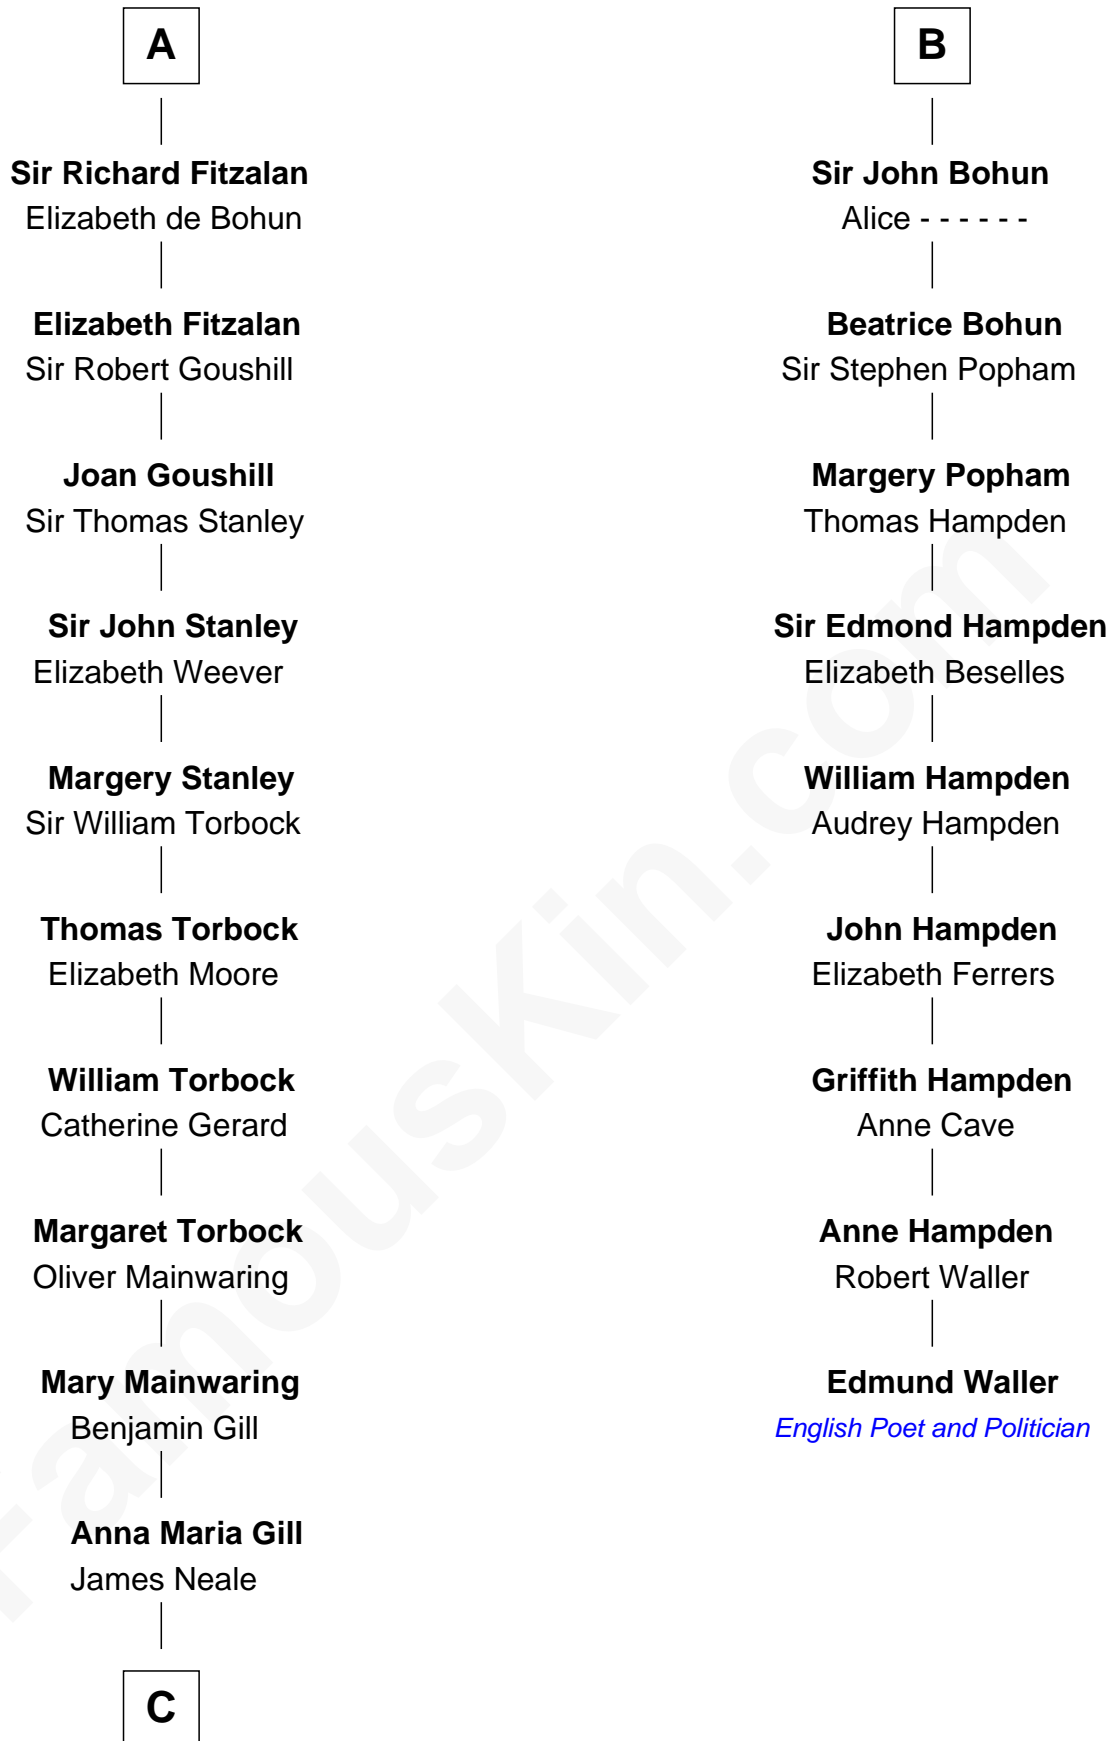 A
Sir Richard Fitzalan
Elizabeth de Bohun
Elizabeth Fitzalan
Sir Robert Goushill
Joan Goushill
Sir Thomas Stanley
Sir John Stanley
Elizabeth Weever
Margery Stanley
Sir William Torbock
Thomas Torbock
Elizabeth Moore
William Torbock
Catherine Gerard
Margaret Torbock
Oliver Mainwaring
Mary Mainwaring
Benjamin Gill
Anna Maria Gill
James Neale
C
B
Sir John Bohun
Alice - - - - - -
Beatrice Bohun
Sir Stephen Popham
Margery Popham
Thomas Hampden
Sir Edmond Hampden
Elizabeth Beselles
William Hampden
Audrey Hampden
John Hampden
Elizabeth Ferrers
Griffith Hampden
Anne Cave
Anne Hampden
Robert Waller
Edmund Waller
English Poet and Politician
FamousKin.com